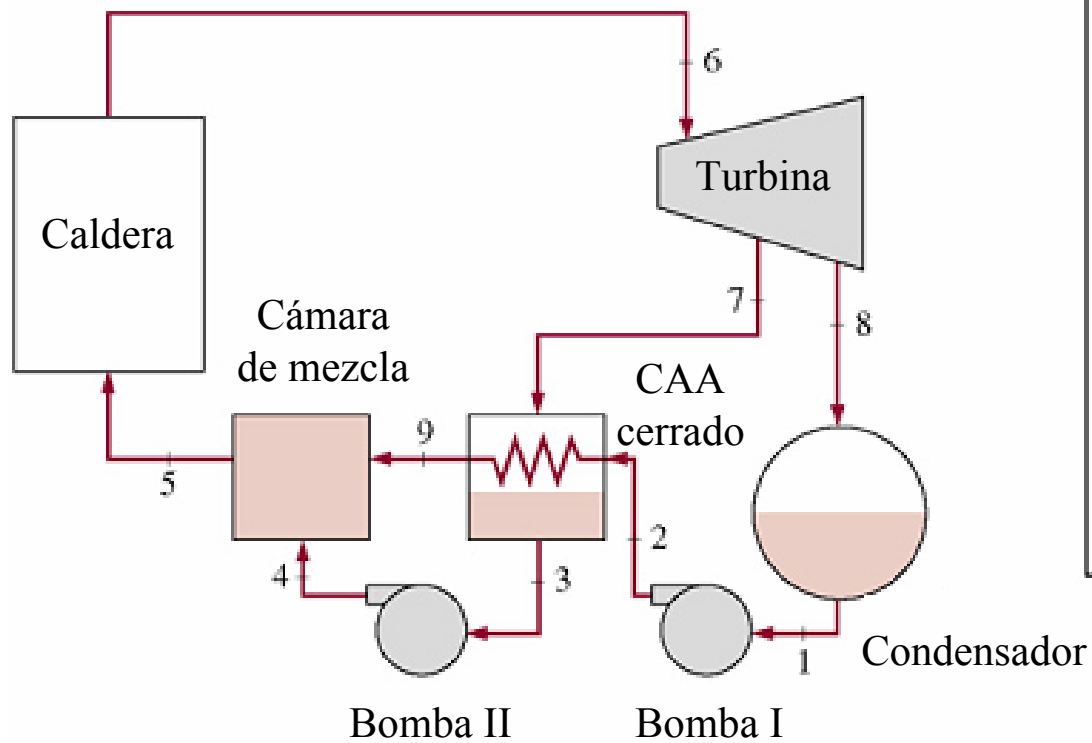 6
Turbina
Caldera
7
8
Cámara
de mezcla
CAA
cerrado
9
5
2
4
3
1
Condensador
Bomba II
Bomba I